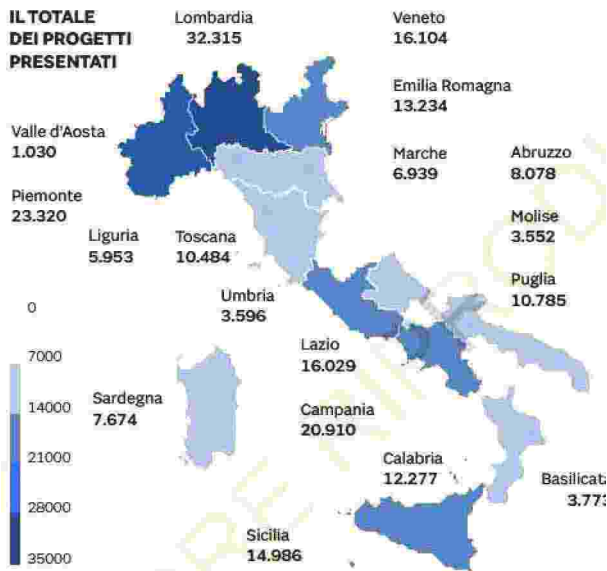 IL TOTALE
DEI PROGETTI
PRESENTATI
Lombardia
32.315
Veneto
16.104
Emilia Romagna
13.234
Valle d'Aosta
1.030
Marche
6.939
Abruzzo
8.078
Piemonte
23.320
Molise
3.552
Liguria
5.953
Toscana
10.484
Puglia
10.785
Umbria
3.596
Lazio
16.029
Sardegna
7.674
Campania
20.910
Calabria
12.277
Basilicata
3.773
Sicilia
14.986
0
7000
14000
21000
28000
35000